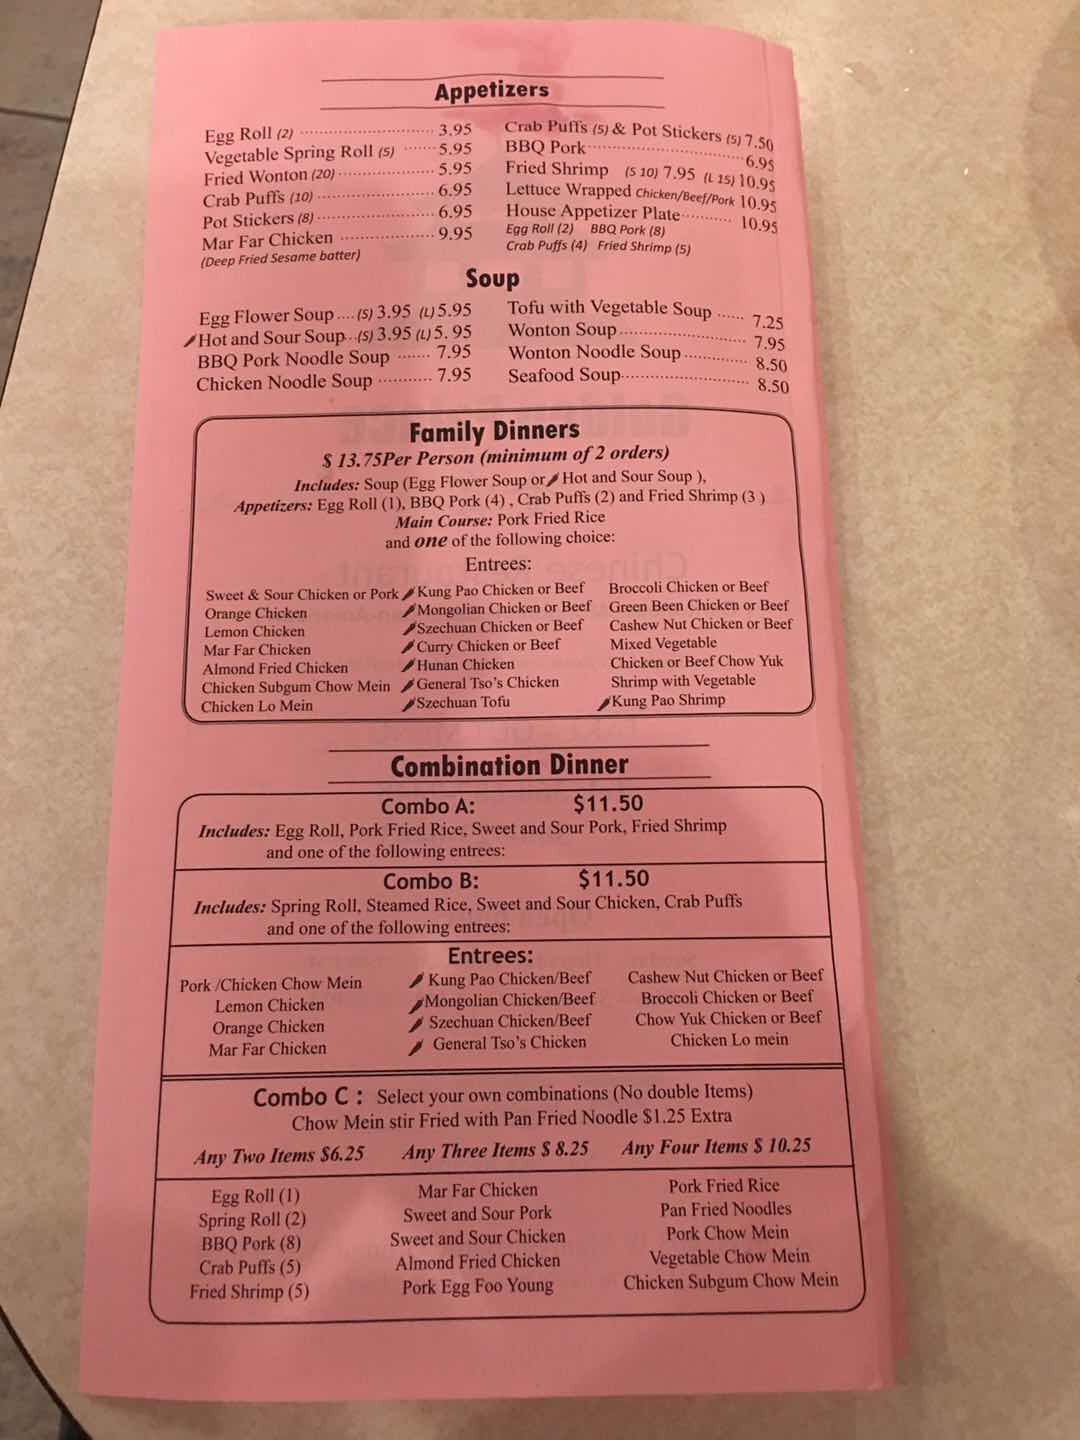 Appetizers
Egg Roll (2) 3.95
Vegetable Spring Roll (5) 5.95
Fried Wonton (20) 5.95
Crab Puffs (10) 6.95
Pot Stickers (8) 6.95
Mar Far Chicken 9.95
(Deep Fried Sesame batter)
Crab Puffs (5) & Pot Stickers (5) 7.50
BBQ Pork 6.95
Fried Shrimp (S 10) 7.95 (L 15) 10.95
Lettuce Wrapped Chicken/Beef/Pork 10.95
House Appetizer Plate 10.95
Egg Roll (2) BBQ Pork (8)
Crab Puffs (4) Fried Shrimp (5)
Soup
Egg Flower Soup .... (S) 3.95 (L) 5.95
Hot and Sour Soup ... (S) 3.95 (L) 5.95
BBQ Pork Noodle Soup 7.95
Chicken Noodle Soup 7.95
Tofu with Vegetable Soup 7.25
Wonton Soup 7.95
Wonton Noodle Soup 8.50
Seafood Soup 8.50
Family Dinners
$ 13.75Per Person (minimum of 2 orders)
Includes: Soup (Egg Flower Soup or Hot and Sour Soup ),
Appetizers: Egg Roll (1), BBQ Pork (4) , Crab Puffs (2) and Fried Shrimp (3 )
Main Course: Pork Fried Rice
and one of the following choice:
Entrees:
Sweet & Sour Chicken or Pork
Orange Chicken
Lemon Chicken
Mar Far Chicken
Almond Fried Chicken
Chicken Subgum Chow Mein
Chicken Lo Mein
Kung Pao Chicken or Beef
Mongolian Chicken or Beef
Szechuan Chicken or Beef
Curry Chicken or Beef
Hunan Chicken
General Tso's Chicken
Szechuan Tofu
Broccoli Chicken or Beef
Green Been Chicken or Beef
Cashew Nut Chicken or Beef
Mixed Vegetable
Chicken or Beef Chow Yuk
Shrimp with Vegetable
Kung Pao Shrimp
Combination Dinner
Combo A: $11.50
Includes: Egg Roll, Pork Fried Rice, Sweet and Sour Pork, Fried Shrimp
and one of the following entrees:
Combo B: $11.50
Includes: Spring Roll, Steamed Rice, Sweet and Sour Chicken, Crab Puffs
and one of the following entrees:
Entrees:
Pork /Chicken Chow Mein
Lemon Chicken
Orange Chicken
Mar Far Chicken
Kung Pao Chicken/Beef
Mongolian Chicken/Beef
Szechuan Chicken/Beef
General Tso's Chicken
Cashew Nut Chicken or Beef
Broccoli Chicken or Beef
Chow Yuk Chicken or Beef
Chicken Lo mein
Combo C : Select your own combinations (No double Items)
Chow Mein stir Fried with Pan Fried Noodle $1.25 Extra
Any Two Items $6.25 Any Three Items $ 8.25 Any Four Items $ 10.25
Egg Roll (1)
Spring Roll (2)
BBQ Pork (8)
Crab Puffs (5)
Fried Shrimp (5)
Mar Far Chicken
Sweet and Sour Pork
Sweet and Sour Chicken
Almond Fried Chicken
Pork Egg Foo Young
Pork Fried Rice
Pan Fried Noodles
Pork Chow Mein
Vegetable Chow Mein
Chicken Subgum Chow Mein